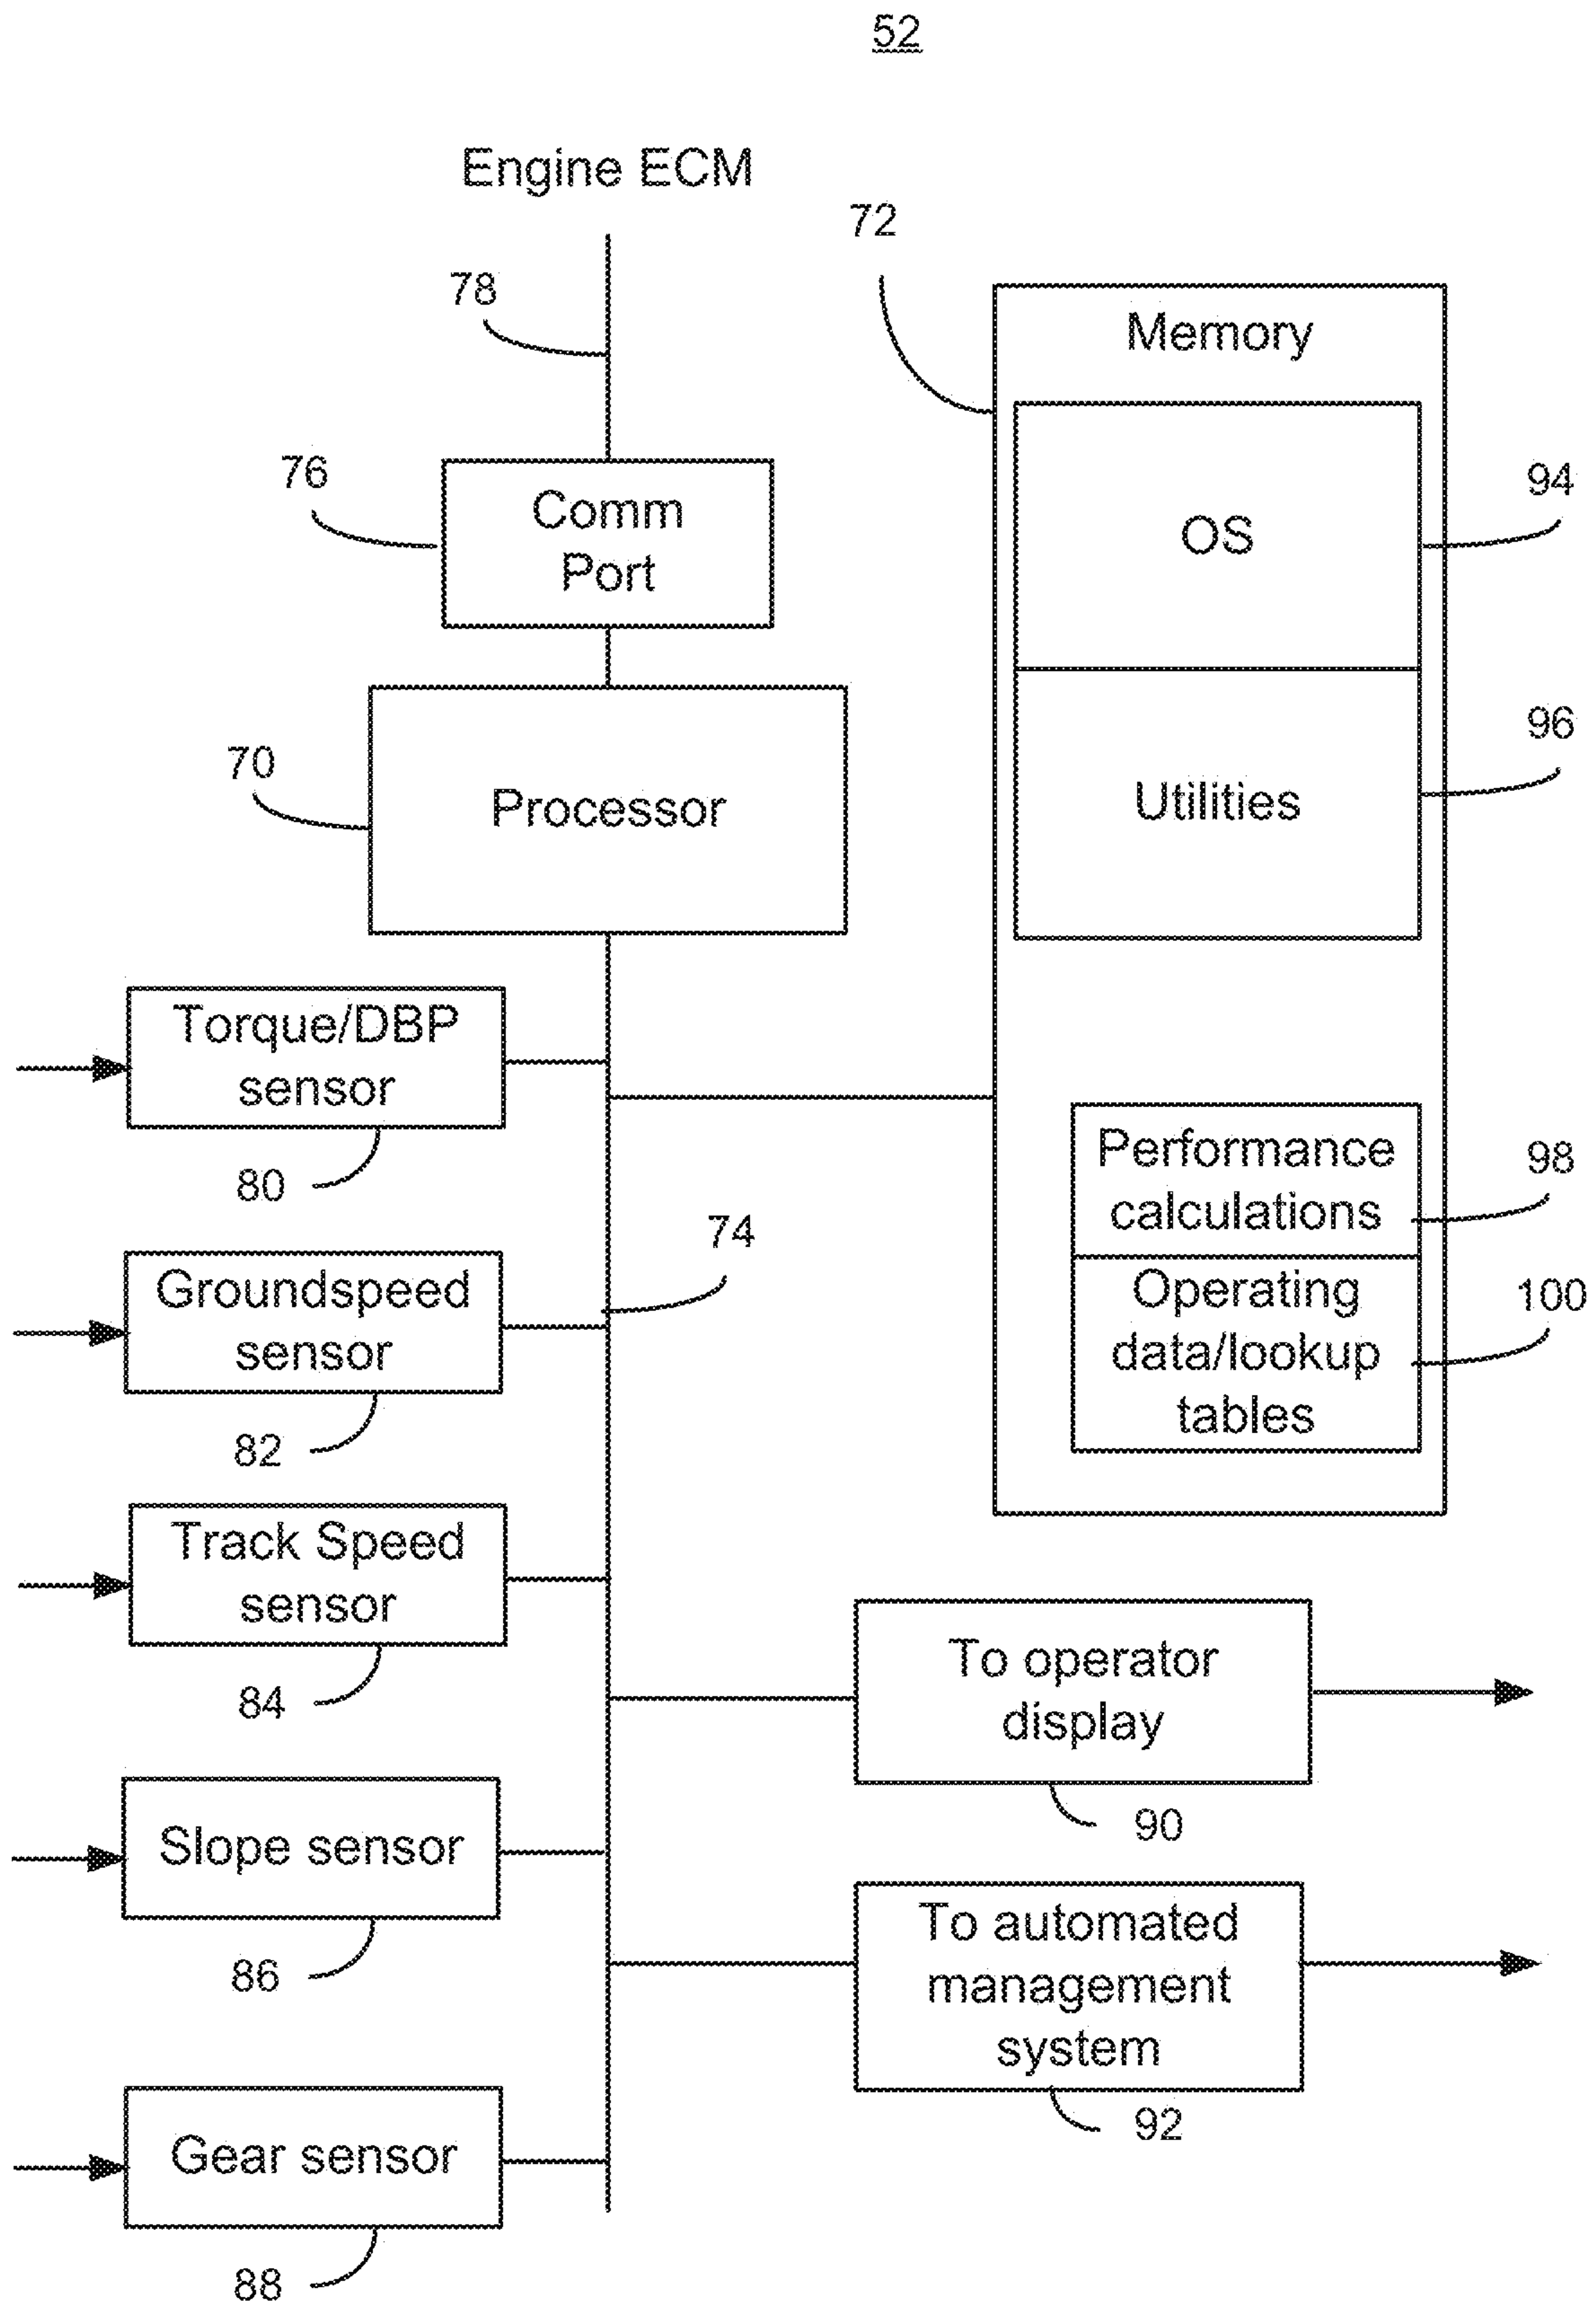 52
Engine ECM
72
78
Memory
76
Comm
Port
94
OS
70
Processor
96
Utilities
Torque/DBP
sensor
80
Performance
calculations
98
74
Groundspeed
sensor
82
Operating
data/lookup
tables
100
Track Speed
sensor
84
To operator
display
90
Slope sensor
86
To automated
management
system
92
Gear sensor
88